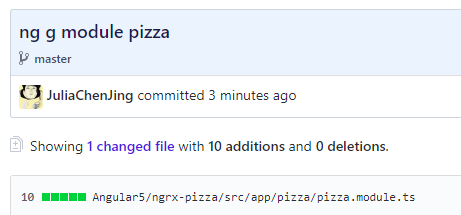 ng g module pizza
master
JuliaChenJing committed 3 minutes ago
Showing 1 changed file with 10 additions and 0 deletions.
10 Angular5/ngrx-pizza/src/app/pizza/pizza.module.ts